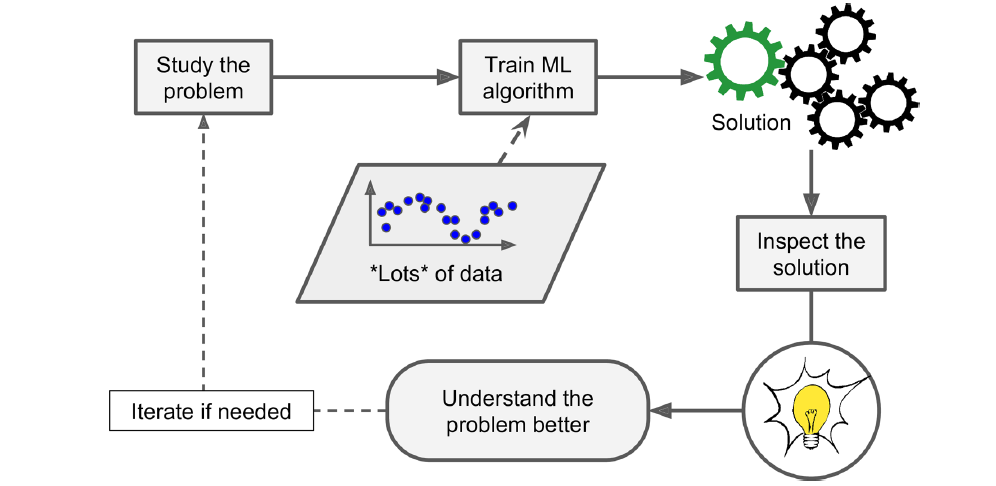 Study the
problem
Train ML
algorithm
Solution
*Lots* of data
Inspect the
solution
Understand the
problem better
Iterate if needed